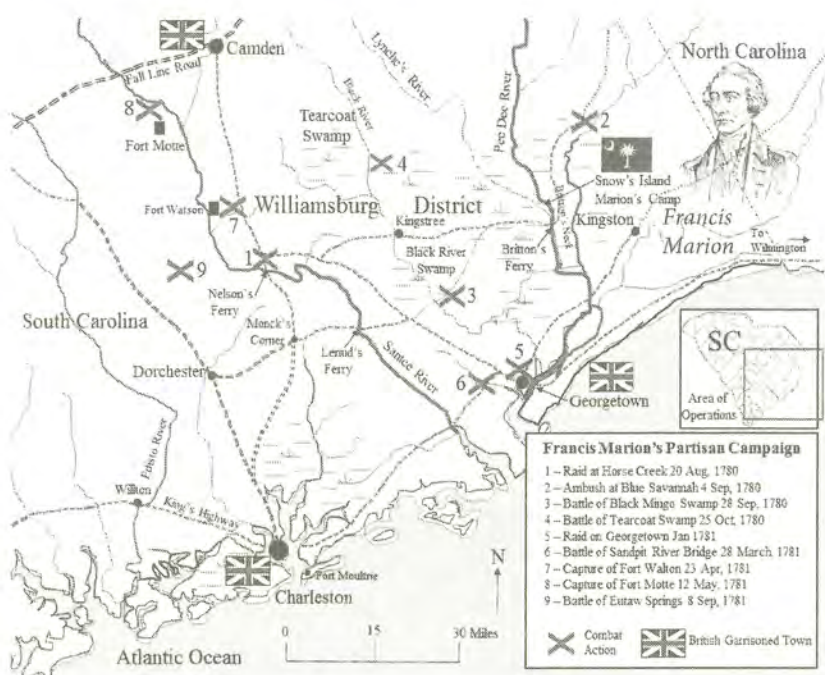 Camden
Fall Line Road
North Carolina
Lynche's River
Black River
Pee Dee River
8
Fort Motte
Tearcoat
Swamp
4
2
Snow's Island
Marion's Camp
Fort Watson
7
Williamsburg District
Kingstree
Kingston
Francis
Marion
To
Wilmington
Britton's
Ferry
Black River
Swamp
1
9
Nelson's
Ferry
3
South Carolina
Monck's
Corner
Lenud's
Ferry
Santee River
Dorchester
5
6
Georgetown
SC
Area of
Operations
Edisto River
Willton
King's Highway
Fort Moultrie
Charleston
N
0 15 30 Miles
Atlantic Ocean
Francis Marion's Partisan Campaign
1 – Raid at Horse Creek 20 Aug, 1780
2 – Ambush at Blue Savannah 4 Sep, 1780
3 – Battle of Black Mingo Swamp 28 Sep, 1780
4 – Battle of Tearcoat Swamp 25 Oct, 1780
5 – Raid on Georgetown Jan 1781
6 – Battle of Sandpit River Bridge 28 March, 1781
7 – Capture of Fort Walton 23 Apr, 1781
8 – Capture of Fort Motte 12 May, 1781
9 – Battle of Eutaw Springs 8 Sep, 1781
Combat
Action
British-Garrisoned Town